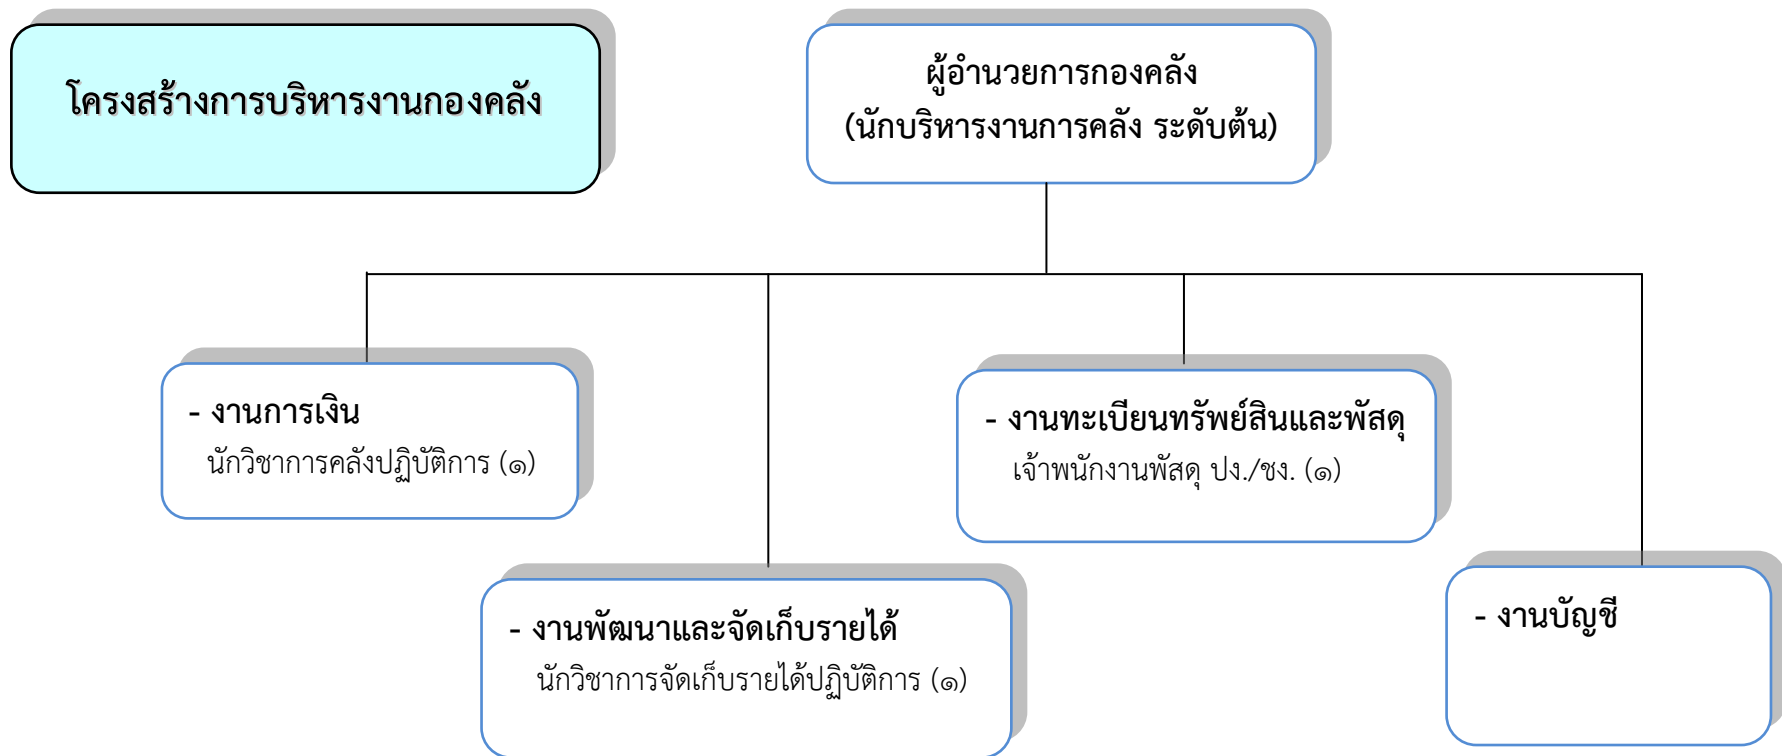 โครงสร้างการบริหารงานกองคลัง
ผู้อำนวยการกองคลัง
(นักบริหารงานการคลัง ระดับต้น)
- งานการเงิน
นักวิชาการคลังปฏิบัติการ (๑)
- งานทะเบียนทรัพย์สินและพัสดุ
เจ้าพนักงานพัสดุ ปง./ชง. (๑)
- งานพัฒนาและจัดเก็บรายได้
นักวิชาการจัดเก็บรายได้ปฏิบัติการ (๑)
- งานบัญชี